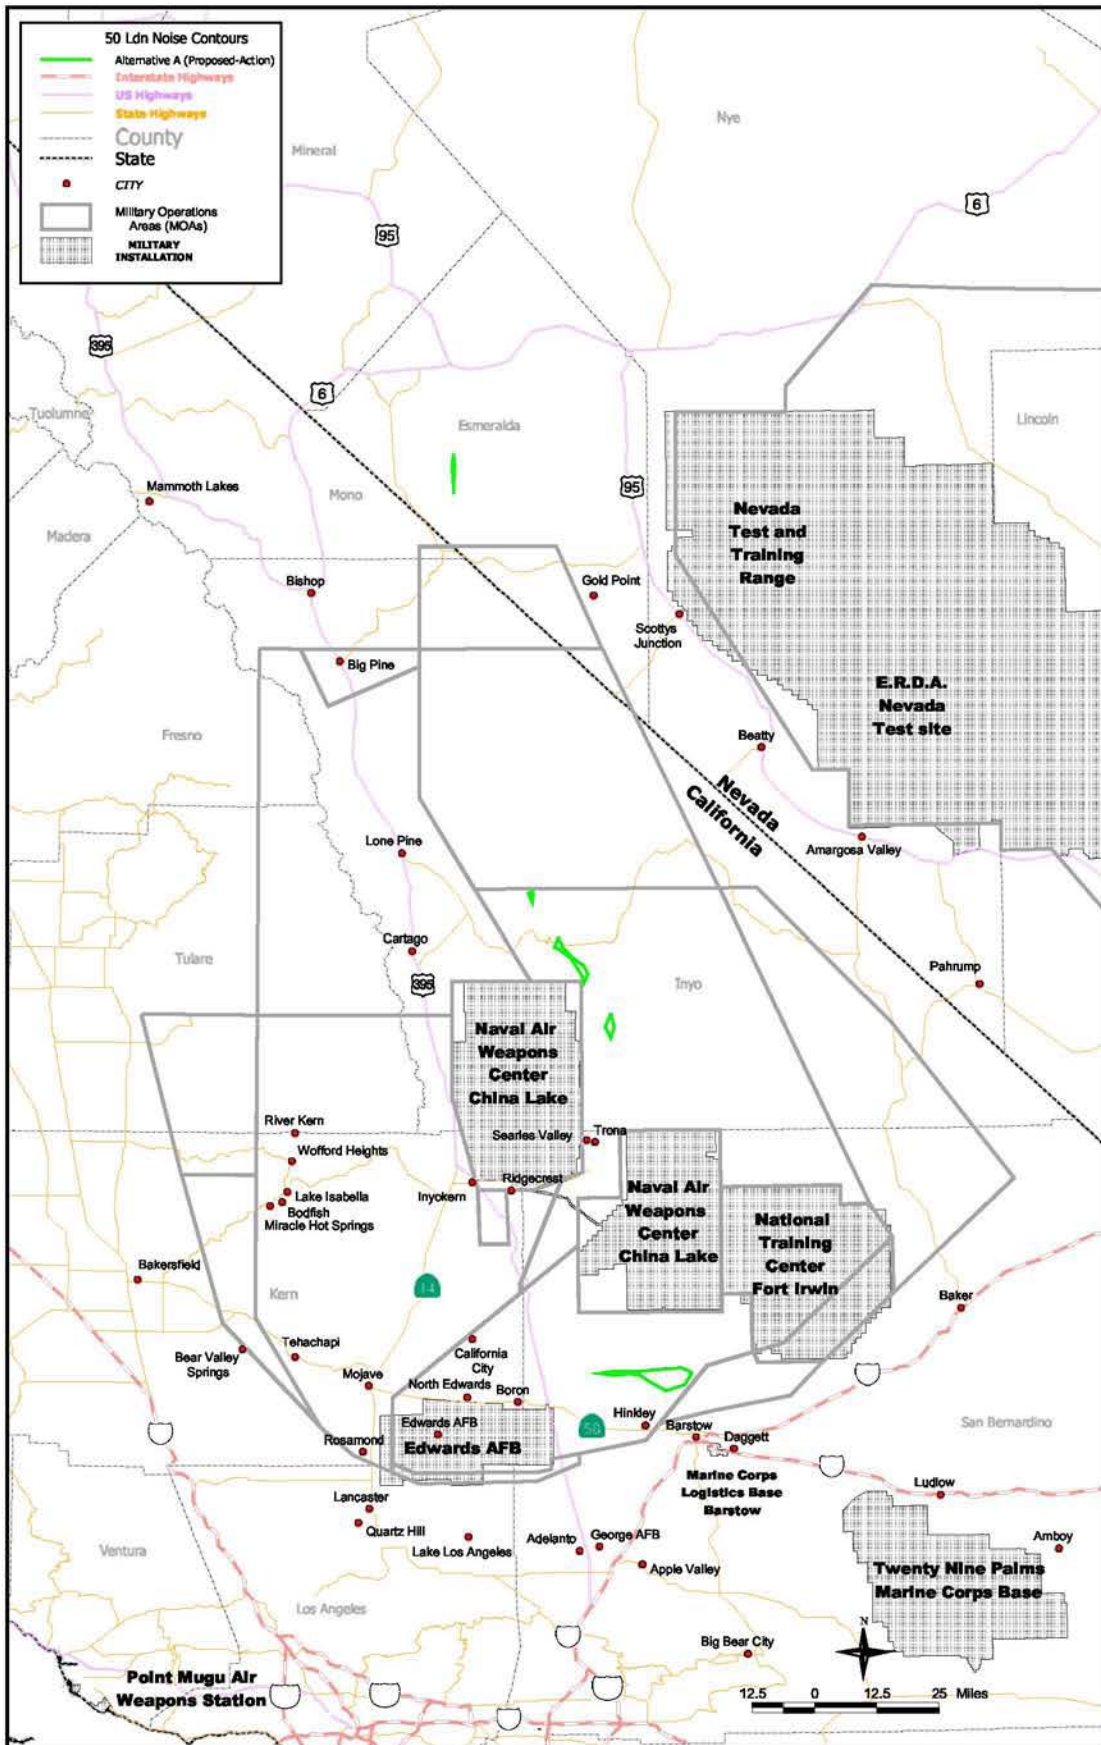 50 Ldn Noise Contours
Alternative A (Proposed-Action)
Interstate Highways
US Highways
State Highways
County
State
CITY
Military Operations
Areas (MOAs)
MILITARY
INSTALLATION
Nye
Mineral
6
95
395
6
Tuolumne
Esmeralda
Lincoln
Mammoth Lakes
Mono
95
Madera
Nevada
Test and
Training
Range
Bishop
Gold Point
Scottys
Junction
Big Pine
E.R.D.A.
Nevada
Test site
Fresno
Beatty
Nevada
California
Lone Pine
Amargosa Valley
Cartago
Tulare
395
Inyo
Pahrump
Naval Air
Weapons
Center
China Lake
River Kern
Searles Valley
Trona
Wofford Heights
Inyokern
Ridgecrest
Lake Isabella
Bodfish
Miracle Hot Springs
Naval Air
Weapons
Center
China Lake
National
Training
Center
Fort Irwin
Bakersfield
14
Kern
Baker
Bear Valley
Springs
Tehachapi
California
City
Mojave
North Edwards
Boron
Hinkley
58
Edwards AFB
Edwards AFB
Rosamond
Barstow
Daggett
San Bernardino
Marine Corps
Logistics Base
Barstow
Ludlow
Lancaster
Quartz Hill
Lake Los Angeles
Adelanto
George AFB
Apple Valley
Amboy
Ventura
Twenty Nine Palms
Marine Corps Base
Los Angeles
N
Big Bear City
Point Mugu Air
Weapons Station
12.5 0 12.5 25 Miles